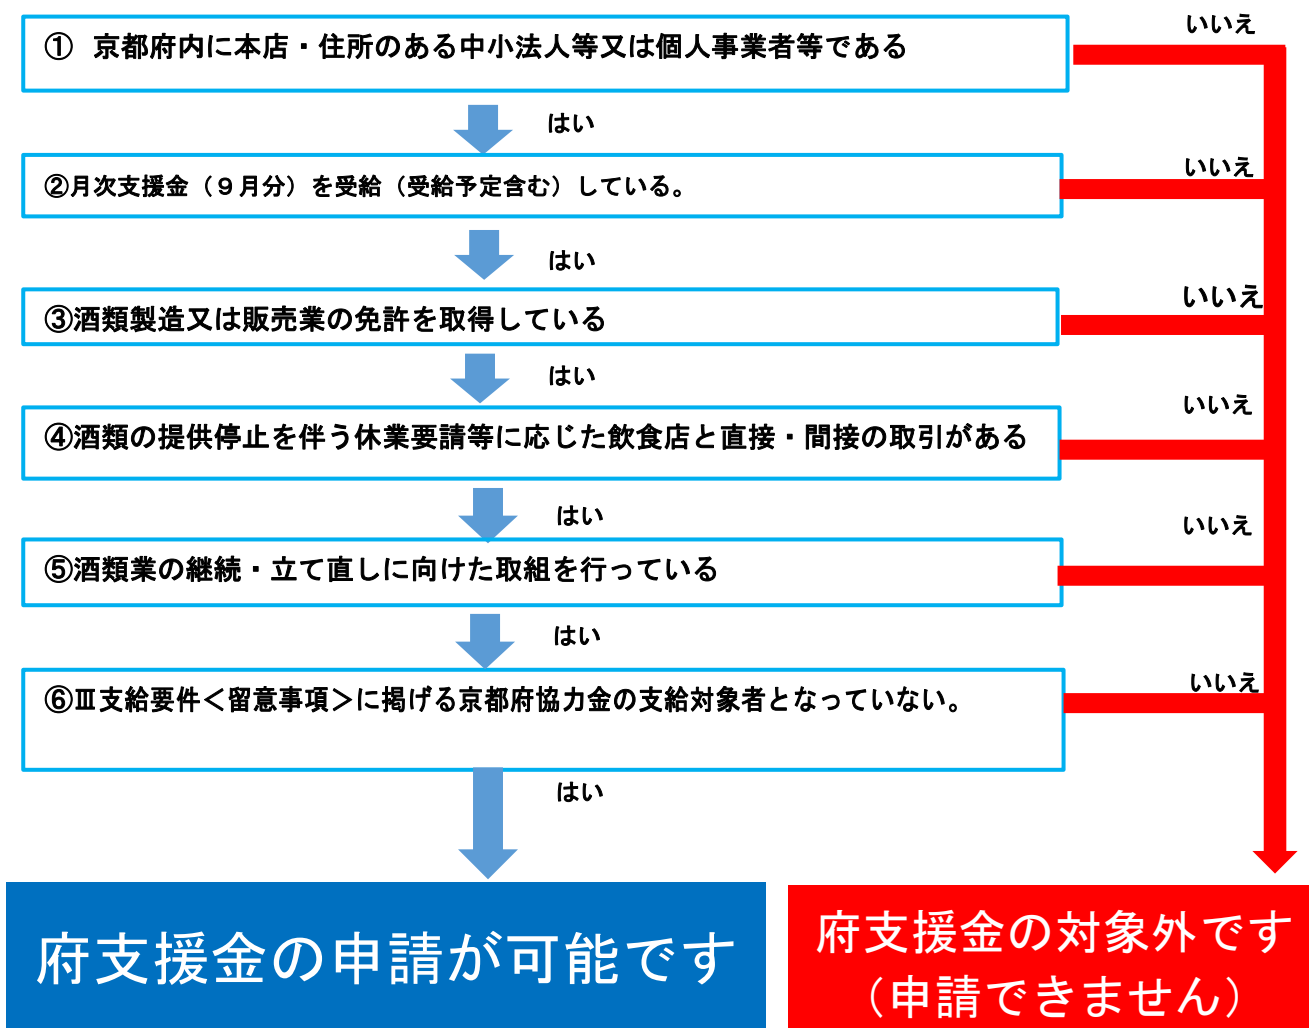 いいえ
① 京都府内に本店・住所のある中小法人等又は個人事業者等である
はい
いいえ
②月次支援金（９月分）を受給（受給予定含む）している。
はい
いいえ
③酒類製造又は販売業の免許を取得している
はい
いいえ
④酒類の提供停止を伴う休業要請等に応じた飲食店と直接・間接の取引がある
はい
いいえ
⑤酒類業の継続・立て直しに向けた取組を行っている
はい
いいえ
⑥Ⅲ支給要件＜留意事項＞に掲げる京都府協力金の支給対象者となっていない。
はい
府支援金の申請が可能です
府支援金の対象外です
（申請できません）